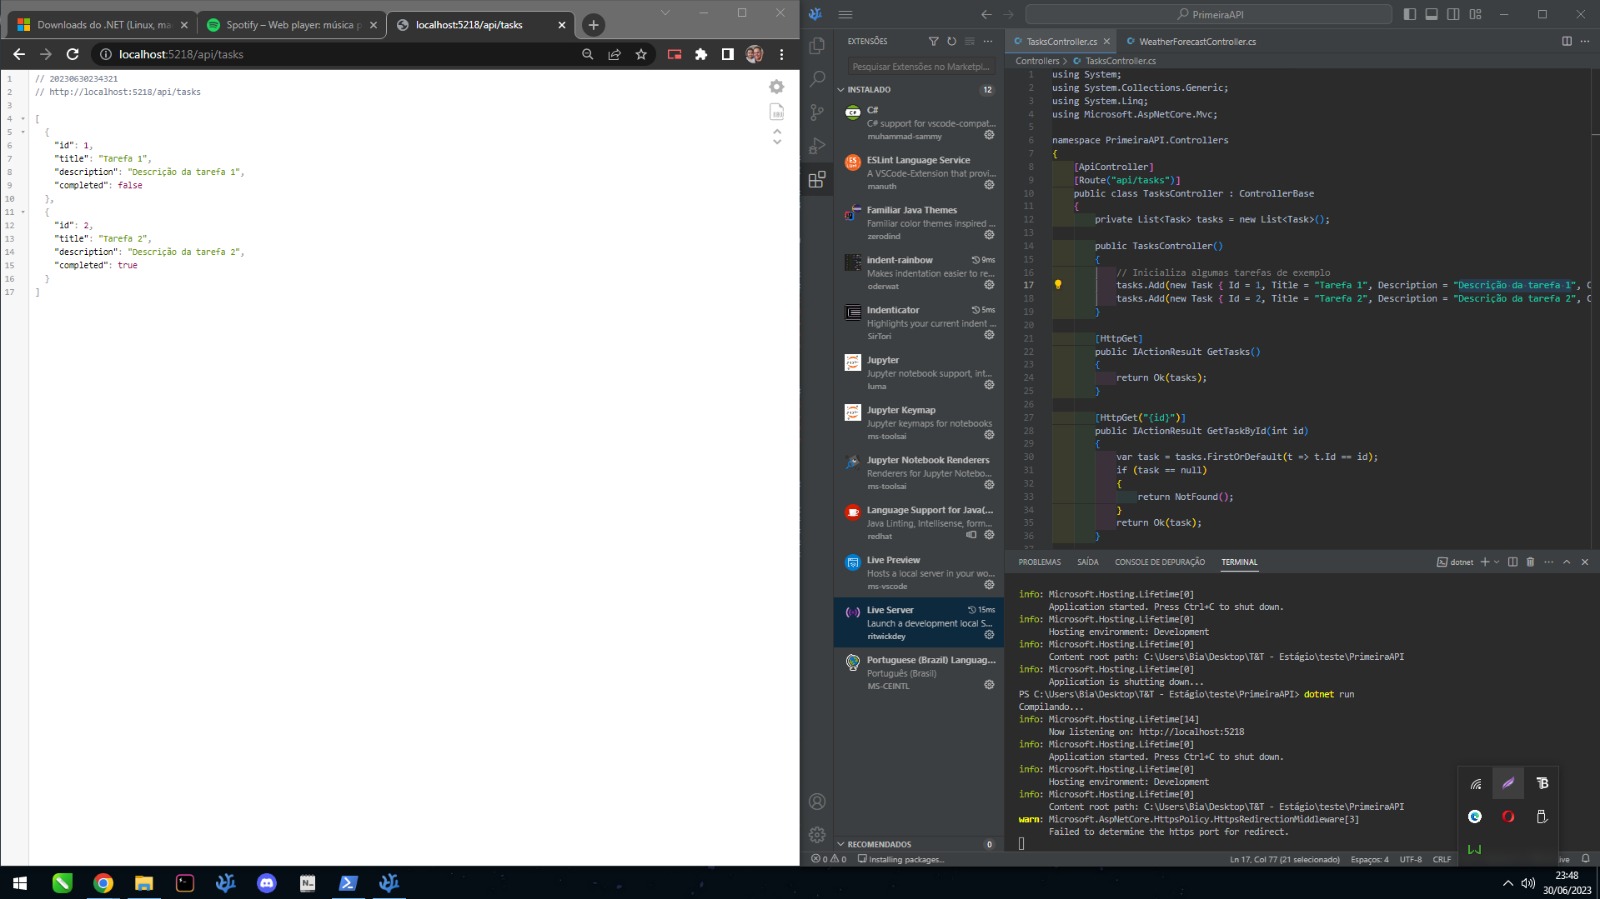 Downloads do .NET (Linux, ma
Spotify – Web player: música p
localhost:5218/api/tasks
localhost:5218/api/tasks
1 // 20230630234321
2 // http://localhost:5218/api/tasks
3
4 [
5 {
6 "id": 1,
7 "title": "Tarefa 1",
8 "description": "Descrição da tarefa 1",
9 "completed": false
10 },
11 {
12 "id": 2,
13 "title": "Tarefa 2",
14 "description": "Descrição da tarefa 2",
15 "completed": true
16 }
17 ]
PrimeiraAPI
EXTENSÕES
Pesquisar Extensões no Marketpl...
INSTALADO 12
C#
C# support for vscode-compat...
muhammad-sammy
ESLint Language Service
A VSCode-Extension that provi...
manuth
Familiar Java Themes
Familiar color themes inspired ...
zerodind
indent-rainbow 9ms
Makes indentation easier to re...
oderwat
Indenticator 5ms
Highlights your current indent ...
SirTori
Jupyter
Jupyter notebook support, int...
luma
Jupyter Keymap
Jupyter keymaps for notebooks
ms-toolsai
Jupyter Notebook Renderers
Renderers for Jupyter Notebo...
ms-toolsai
Language Support for Java(...
Java Linting, Intellisense, form...
redhat
Live Preview
Hosts a local server in your wo...
ms-vscode
Live Server 15ms
Launch a development local S...
ritwickdey
Portuguese (Brazil) Languag...
Português (Brasil)
MS-CEINTL
RECOMENDADOS 0
TasksController.cs
WeatherForecastController.cs
Controllers > TasksController.cs
1 using System;
2 using System.Collections.Generic;
3 using System.Linq;
4 using Microsoft.AspNetCore.Mvc;
5
6 namespace PrimeiraAPI.Controllers
7 {
8 [ApiController]
9 [Route("api/tasks")]
10 public class TasksController : ControllerBase
11 {
12 private List<Task> tasks = new List<Task>();
13
14 public TasksController()
15 {
16 // Inicializa algumas tarefas de exemplo
17 tasks.Add(new Task { Id = 1, Title = "Tarefa 1", Description = "Descrição da tarefa 1", C
18 tasks.Add(new Task { Id = 2, Title = "Tarefa 2", Description = "Descrição da tarefa 2", C
19 }
20
21 [HttpGet]
22 public IActionResult GetTasks()
23 {
24 return Ok(tasks);
25 }
26
27 [HttpGet("{id}")]
28 public IActionResult GetTaskById(int id)
29 {
30 var task = tasks.FirstOrDefault(t => t.Id == id);
31 if (task == null)
32 {
33 return NotFound();
34 }
35 return Ok(task);
36 }
PROBLEMAS SAÍDA CONSOLE DE DEPURAÇÃO TERMINAL dotnet
info: Microsoft.Hosting.Lifetime[0]
Application started. Press Ctrl+C to shut down.
info: Microsoft.Hosting.Lifetime[0]
Hosting environment: Development
info: Microsoft.Hosting.Lifetime[0]
Content root path: C:\Users\Bia\Desktop\T&T - Estágio\teste\PrimeiraAPI
info: Microsoft.Hosting.Lifetime[0]
Application is shutting down...
PS C:\Users\Bia\Desktop\T&T - Estágio\teste\PrimeiraAPI> dotnet run
Compilando...
info: Microsoft.Hosting.Lifetime[14]
Now listening on: http://localhost:5218
info: Microsoft.Hosting.Lifetime[0]
Application started. Press Ctrl+C to shut down.
info: Microsoft.Hosting.Lifetime[0]
Hosting environment: Development
info: Microsoft.Hosting.Lifetime[0]
Content root path: C:\Users\Bia\Desktop\T&T - Estágio\teste\PrimeiraAPI
warn: Microsoft.AspNetCore.HttpsPolicy.HttpsRedirectionMiddleware[3]
Failed to determine the https port for redirect.
0 0 Installing packages...
Ln 17, Col 77 (21 selecionado) Espaços: 4 UTF-8 CRLF
ive
23:48
30/06/2023